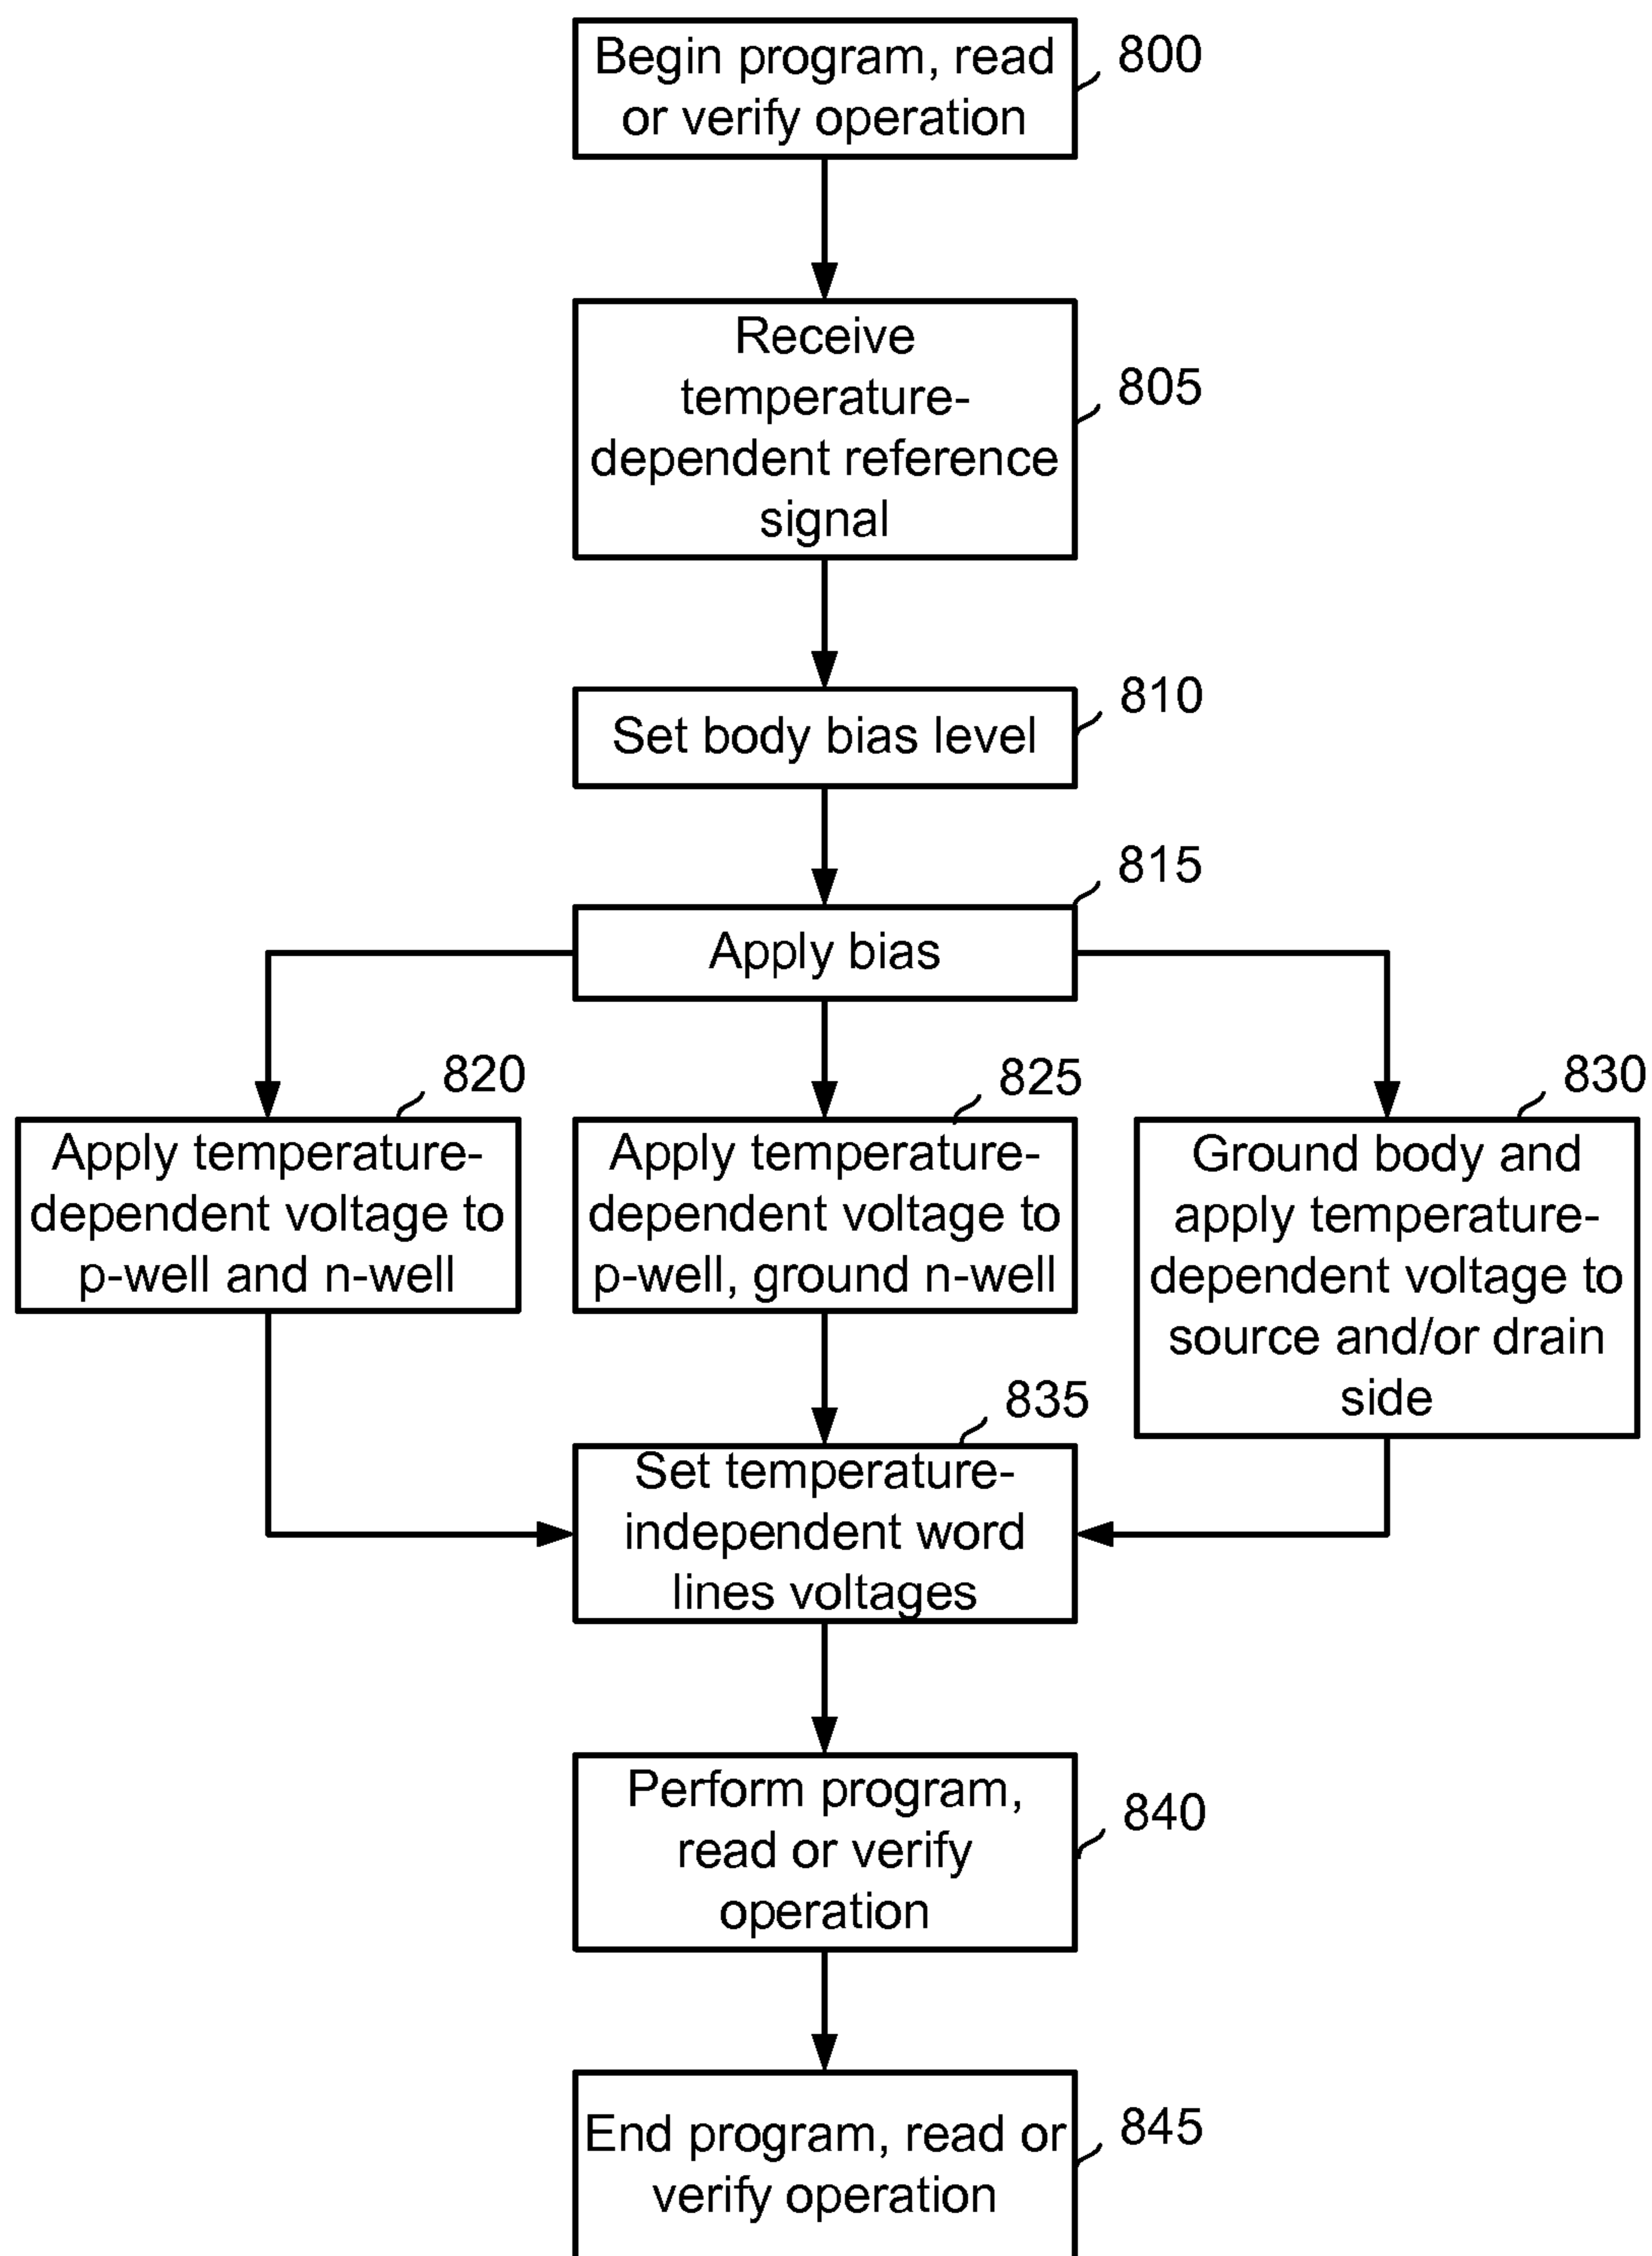 Begin program, read
or verify operation
800
Receive
temperature-
dependent reference
signal
805
Set body bias level
810
815
Apply bias
820
Apply temperature-
dependent voltage to
p-well and n-well
825
Apply temperature-
dependent voltage to
p-well, ground n-well
830
Ground body and
apply temperature-
dependent voltage to
source and/or drain
side
835
Set temperature-
independent word
lines voltages
Perform program,
read or verify
operation
840
End program, read or
verify operation
845